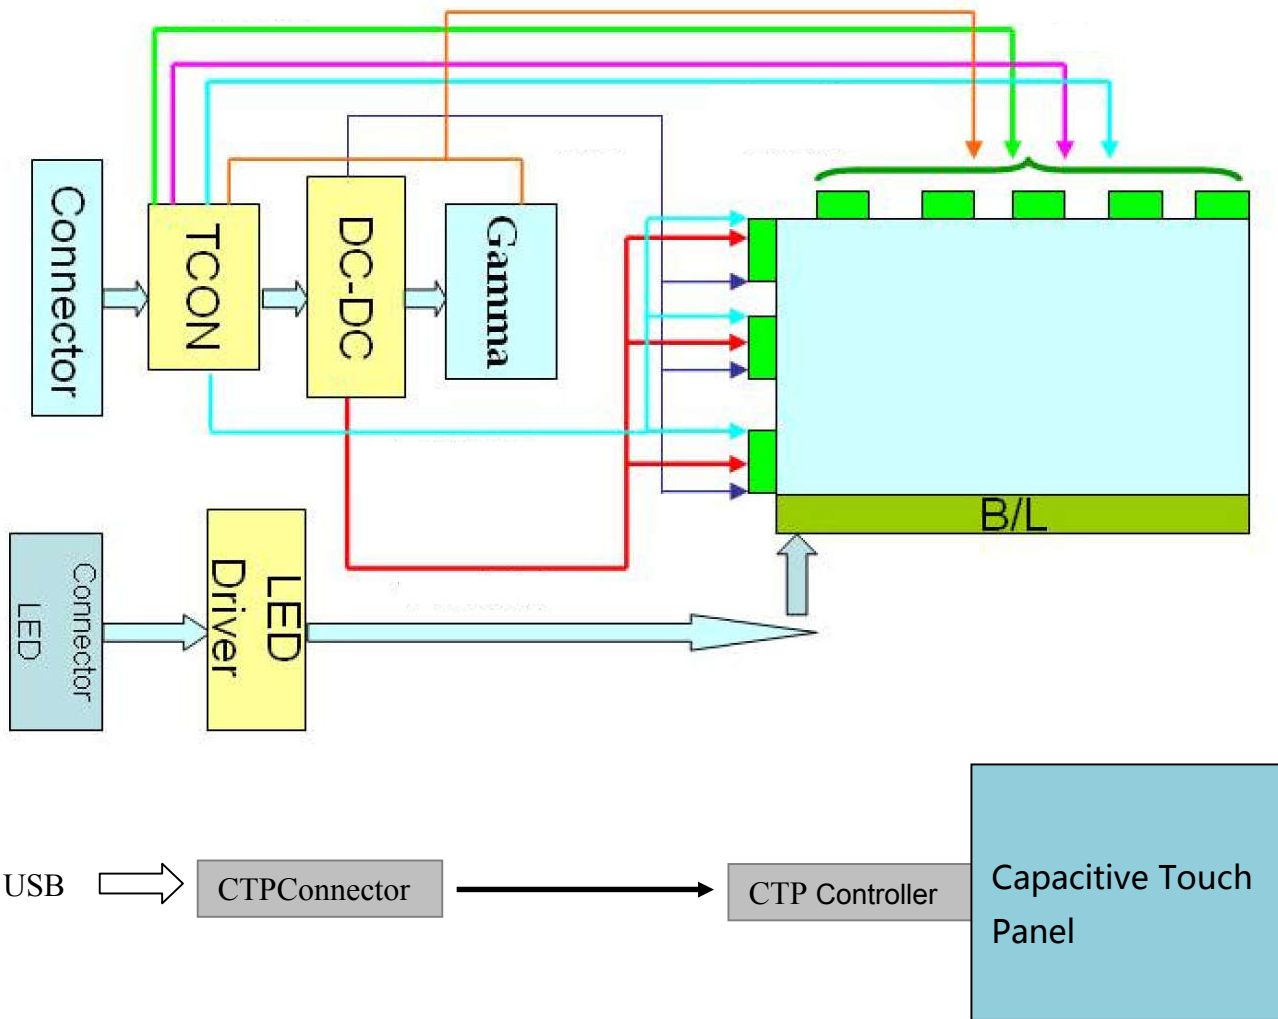 Connector
TCON
DC-DC
Gamma
B/L
Connector
LED
LED
Driver
USB
CTPConnector
CTP Controller
Capacitive Touch
Panel